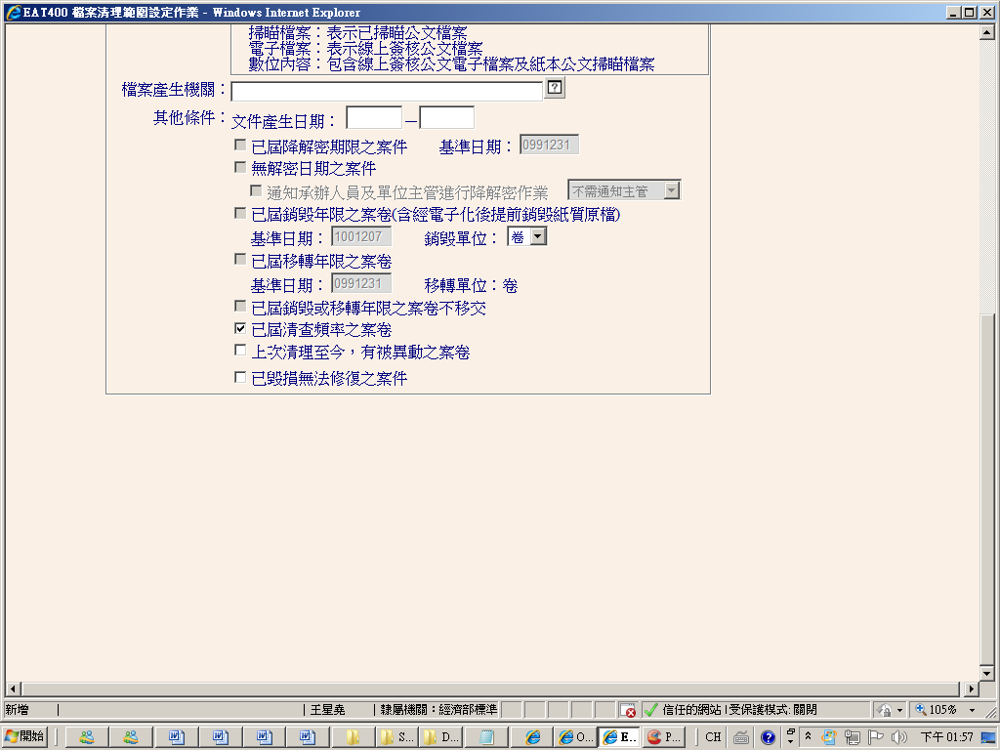 EAT400 檔案清理範圍設定作業 - Windows Internet Explorer
掃瞄檔案：表示已掃瞄公文檔案
電子檔案：表示線上簽核公文檔案
數位內容：包含線上簽核公文電子檔案及紙本公文掃瞄檔案
檔案產生機關： ?
其他條件：文件產生日期： —
已屆降解密期限之案件 基準日期： 0991231
無解密日期之案件
通知承辦人員及單位主管進行降解密作業 不需通知主管
已屆銷毀年限之案卷(含經電子化後提前銷毀紙質原檔)
基準日期： 1001207 銷毀單位： 卷
已屆移轉年限之案卷
基準日期： 0991231 移轉單位：卷
已屆銷毀或移轉年限之案卷不移交
已屆清查頻率之案卷
上次清理至今，有被異動之案卷
已毀損無法修復之案件
新增 | | 王星堯 | 隸屬機關：經濟部標準 信任的網站 | 受保護模式: 關閉 105%
開始 S... D... O... E... P... CH 下午 01:57